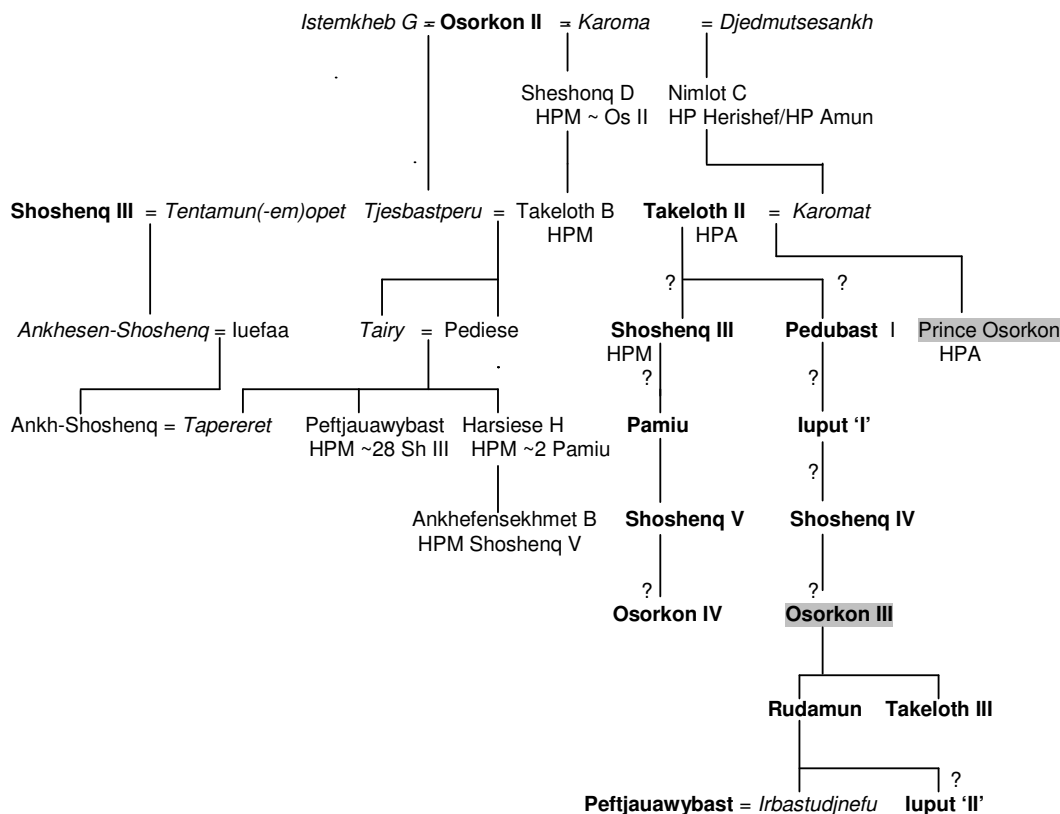 Istemkheb G = Osorkon II = Karoma = Djedmutsesankh
Sheshonq D Nimlot C
HPM ~ Os II HP Herishef/HP Amun
Shoshenq III = Tentamun(-em)opet Tjesbastperu = Takeloth B Takeloth II = Karomat
HPM HPA
? ?
Ankhesen-Shoshenq = Iuefaa Tairy = Pediese Shoshenq III Pedubast I Prince Osorkon
HPM HPA
? ?
Ankh-Shoshenq = Tapereret Peftjauawybast Harsiese H Pamiu Iuput 'I'
HPM ~28 Sh III HPM ~2 Pamiu
?
Ankhefensekhmet B Shoshenq V Shoshenq IV
HPM Shoshenq V
? ?
Osorkon IV Osorkon III
Rudamun Takeloth III
?
Peftjauawybast = Irbastudjnefu Iuput 'II'